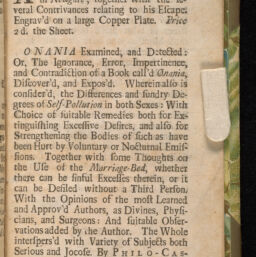 in Newgate, together with the se-
veral Contrivances relating to his Escape;
Engrav'd on a large Copper Plate. Price
2 d. the Sheet.
ONANIA Examined, and Detected:
Or, The Ignorance, Error, Impertinence,
and Contradiction of a Book call'd Onania,
Discover'd, and Expos'd. Wherein also is
consider'd, the Differences and sundry De-
grees of Self-Pollution in both Sexes: With
Choice of suitable Remedies both for Ex-
tinguishing Excessive Desires, and also for
Strengthening the Bodies of such as have
been Hurt by Voluntary or Nocturnal Emis-
sions. Together with some Thoughts on
the Use of the Marriage-Bed, whether
there can be sinful Excesses therein, or it
can be Defiled without a Third Person.
With the Opinions of the most Learned
and Approv'd Authors, as Divines, Physi-
cians, and Surgeons: And suitable Obser-
vations added by the Author. The Whole
interspers'd with Variety of Subjects both
Serious and Jocose. By PHILO-CAS-